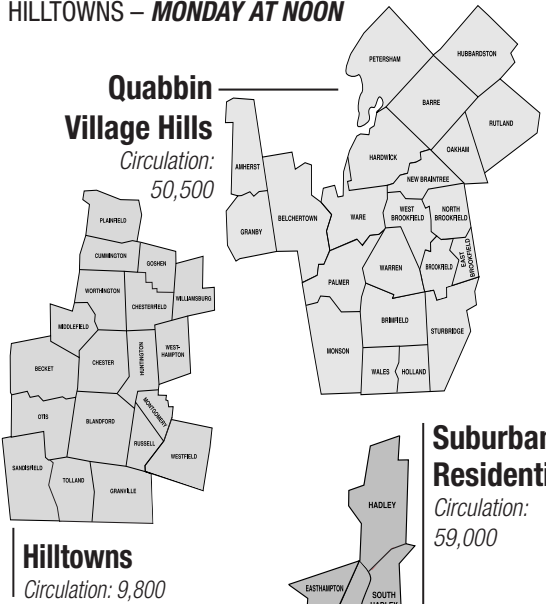 HILLTOWNS – MONDAY AT NOON
Quabbin
Village Hills
Circulation:
50,500
PETERSHAM
HUBBARDSTON
BARRE
RUTLAND
OAKHAM
HARDWICK
NEW BRAINTREE
AMHERST
BELCHERTOWN
GRANBY
WARE
WEST
BROOKFIELD
NORTH
BROOKFIELD
PALMER
WARREN
BROOKFIELD
EAST
BROOKFIELD
MONSON
BRIMFIELD
STURBRIDGE
WALES
HOLLAND
PLAINFIELD
CUMMINGTON
GOSHEN
WORTHINGTON
CHESTERFIELD
WILLIAMSBURG
MIDDLEFIELD
BECKET
CHESTER
HUNTINGTON
WEST-
HAMPTON
OTIS
BLANDFORD
MONTGOMERY
RUSSELL
WESTFIELD
SANDISFIELD
TOLLAND
GRANVILLE
Hilltowns
Circulation: 9,800
Suburban
Residenti
Circulation:
59,000
HADLEY
EASTHAMPTON
SOUTH
HADLEY